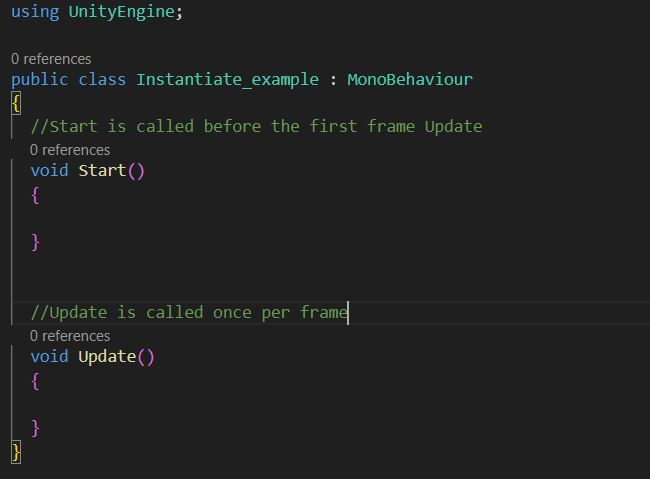 using UnityEngine;
0 references
public class Instantiate_example : MonoBehaviour
{
//Start is called before the first frame Update
0 references
void Start()
{
}
//Update is called once per frame
0 references
void Update()
{
}
}